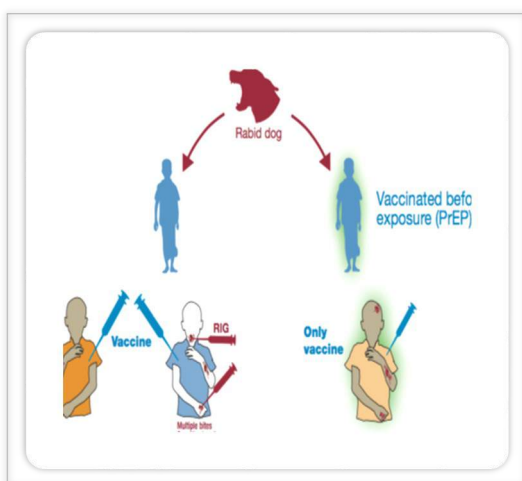 Rabid dog
Vaccinated befo
exposure (PrEP)
Vaccine
RIG
Only
vaccine
Multiple bites